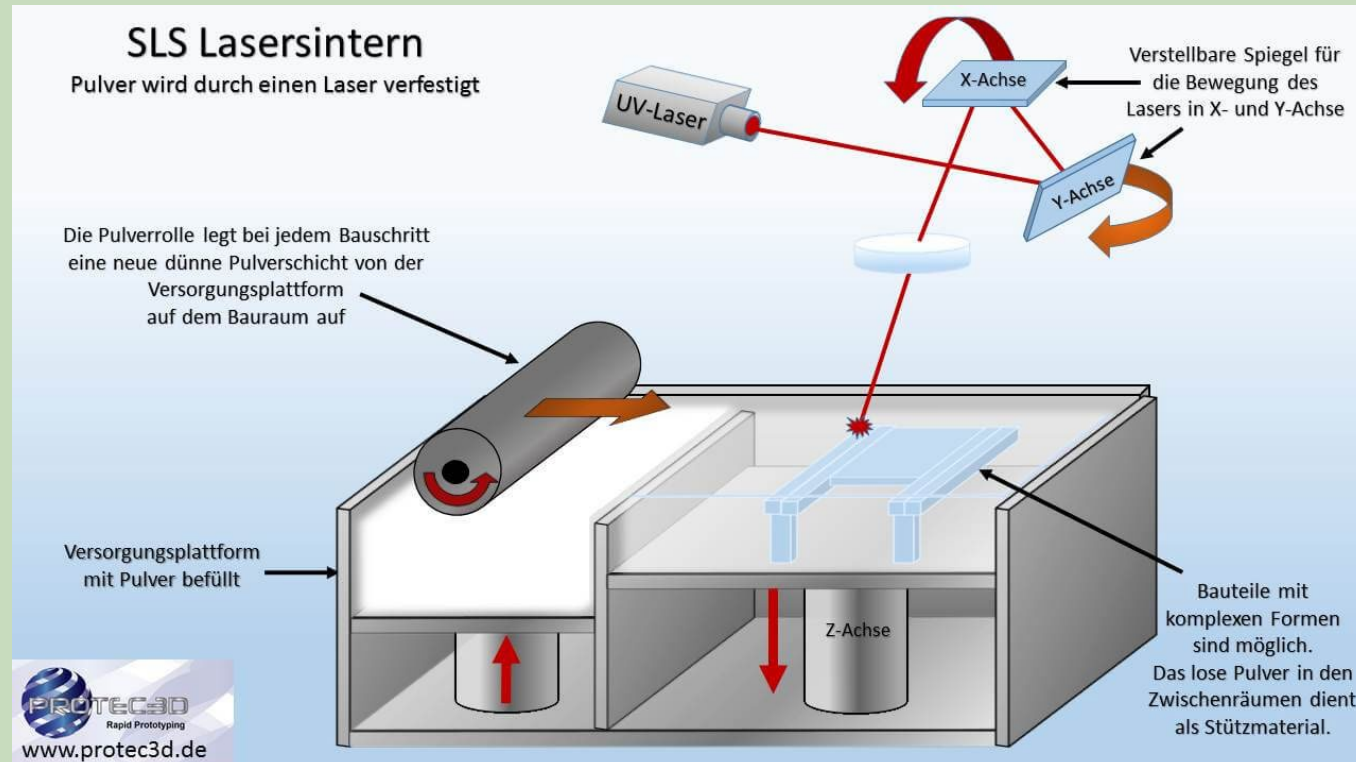 SLS Lasersintern
Pulver wird durch einen Laser verfestigt
UV-Laser
X-Achse
Y-Achse
Verstellbare Spiegel für
die Bewegung des
Lasers in X- und Y-Achse
Die Pulverrolle legt bei jedem Bauschritt
eine neue dünne Pulverschicht von der
Versorgungsplattform
auf dem Bauraum auf
Versorgungsplattform
mit Pulver befüllt
Z-Achse
Bauteile mit
komplexen Formen
sind möglich.
Das lose Pulver in den
Zwischenräumen dient
als Stützmaterial.
PROTEC3D
Rapid Prototyping
www.protec3d.de